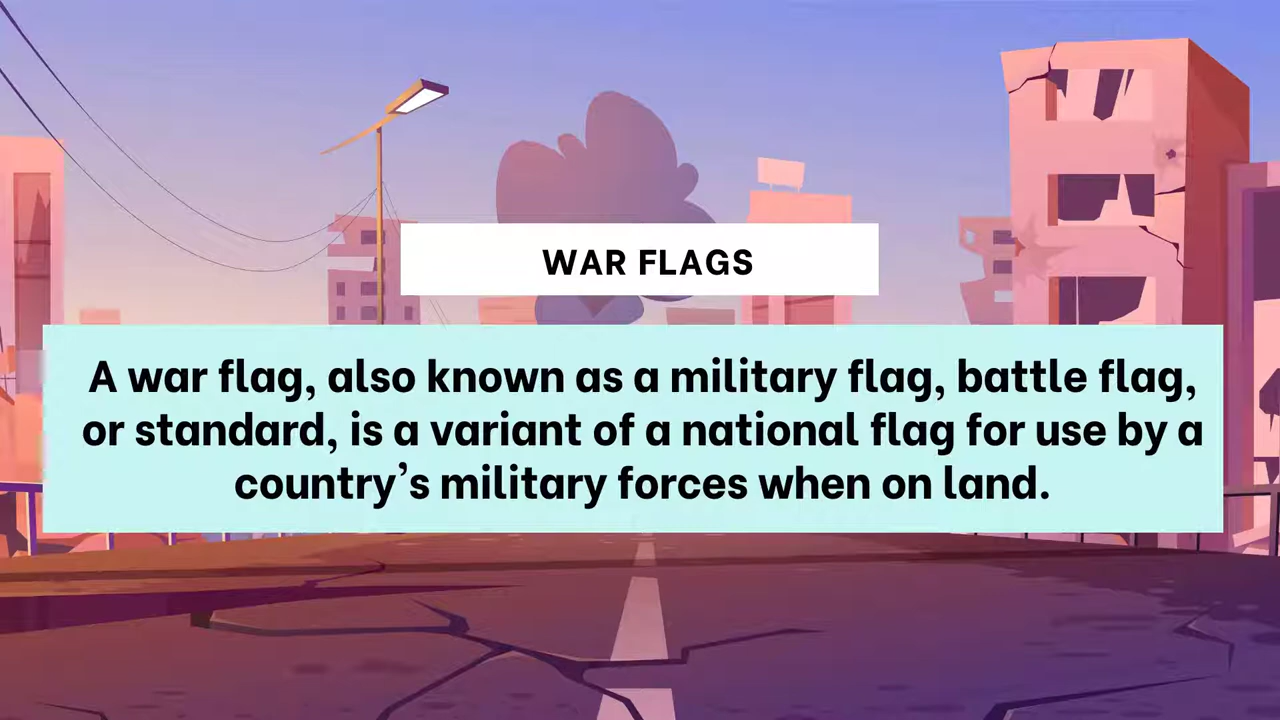 WAR FLAGS
A war flag, also known as a military flag, battle flag,
or standard, is a variant of a national flag for use by a
country’s military forces when on land.